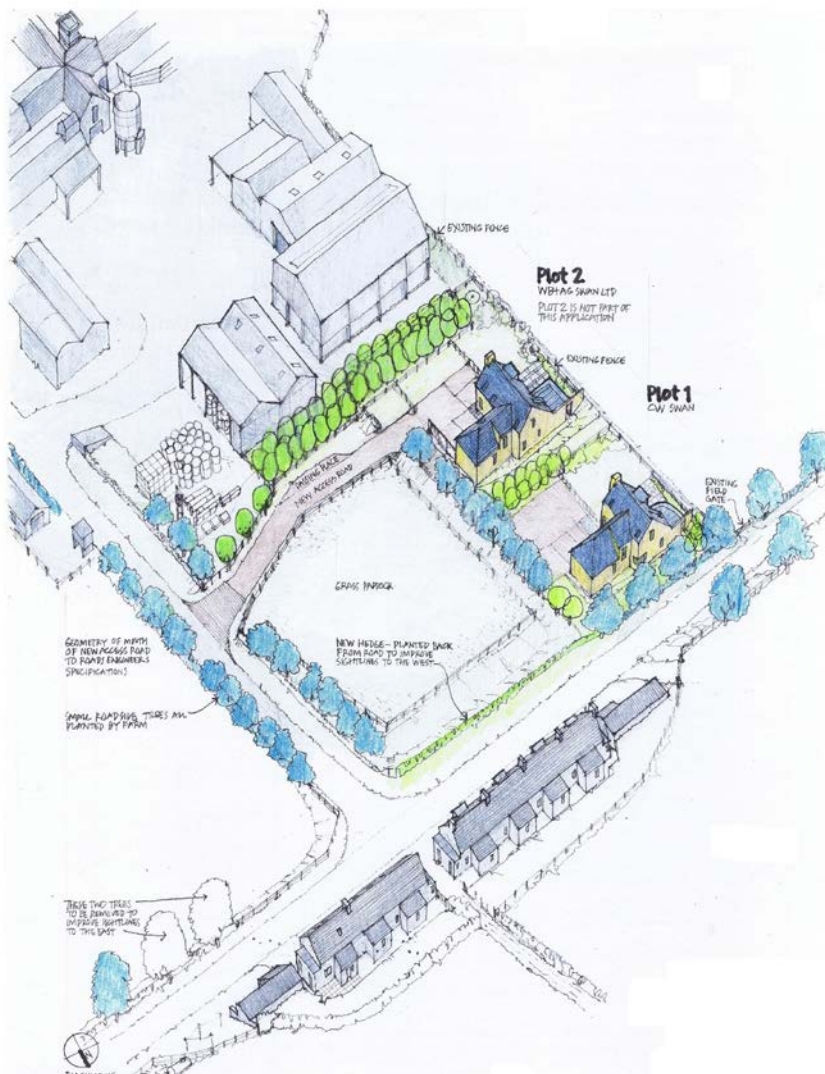 EXISTING FENCE
Plot 2
WB+AG SWAN LTD
PLOT 2 IS NOT PART OF
THIS APPLICATION
EXISTING FENCE
Plot 1
CW SWAN
EXISTING
FIELD
GATE
PASSING PLACE
NEW ACCESS ROAD
GRASS PADDOCK
GEOMETRY OF MOUTH
OF NEW ACCESS ROAD
TO ROADS ENGINEERS
SPECIFICATIONS
NEW HEDGE - PLANTED BACK
FROM ROAD TO IMPROVE
SIGHTLINES TO THE WEST
SMALL ROADSIDE TREES ALL
PLANTED BY FARM
THESE TWO TREES
TO BE REMOVED TO
IMPROVE SIGHTLINES
TO THE EAST
N